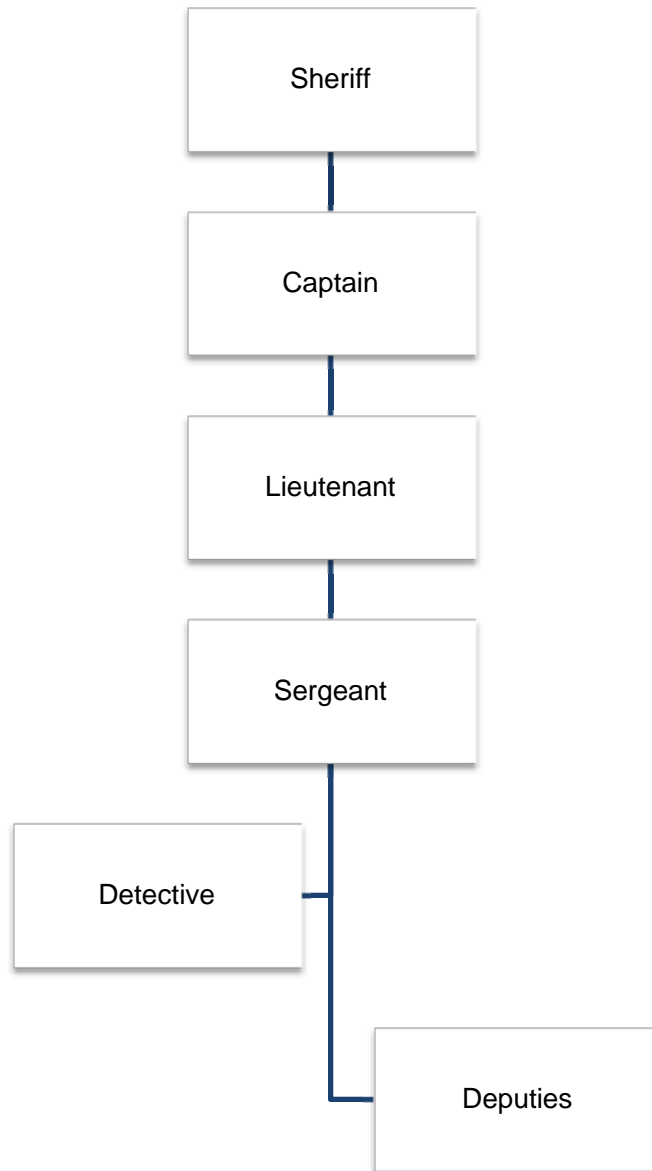 Sheriff
Captain
Lieutenant
Sergeant
Detective
Deputies